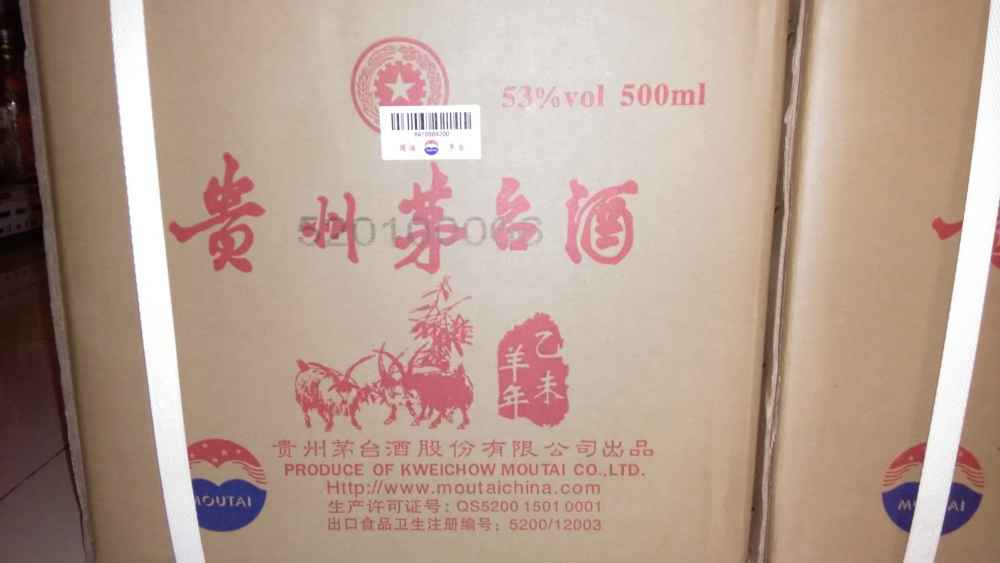 53%vol 500ml
贵州茅台酒
乙未
羊年
贵州茅台酒股份有限公司出品
PRODUCE OF KWEICHOW MOUTAI CO.,LTD.
Http://www.moutaichina.com
生产许可证号：QS5200 1501 0001
出口食品卫生注册编号：5200/12003
MOUTAI
MOUTAI